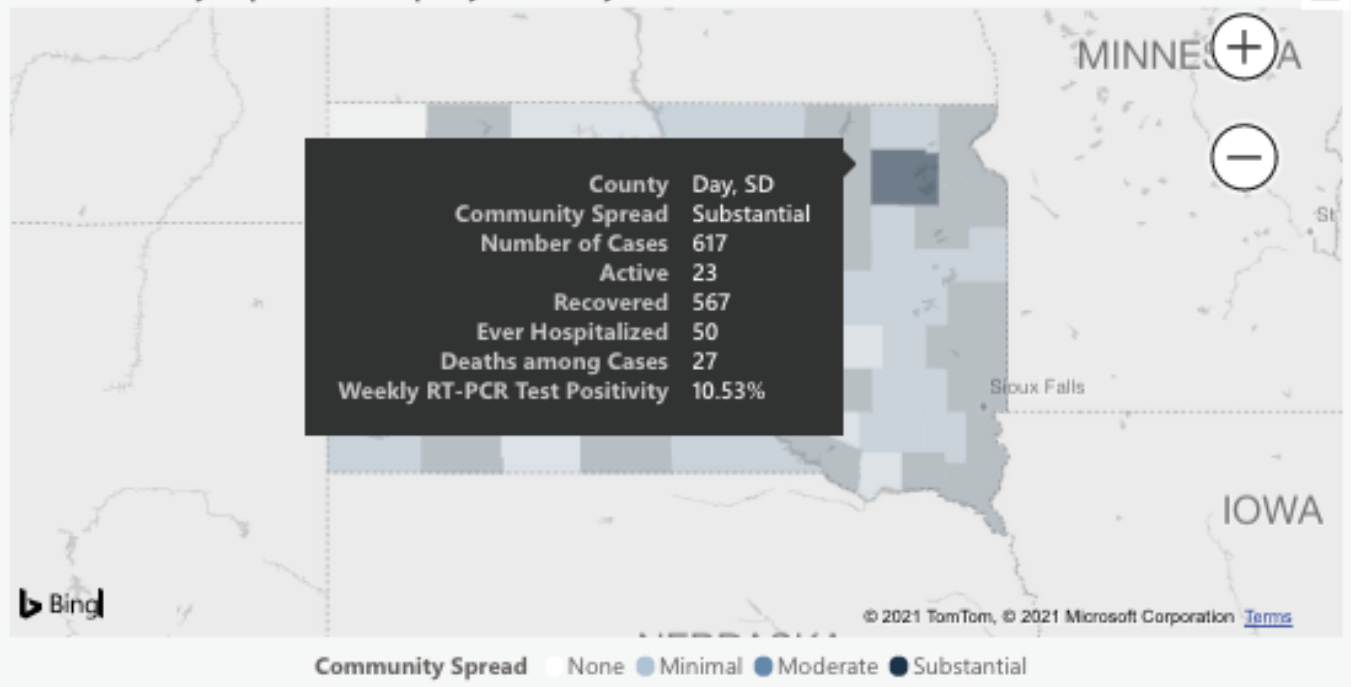 MINNES A
County Day, SD
Community Spread Substantial
Number of Cases 617
Active 23
Recovered 567
Ever Hospitalized 50
Deaths among Cases 27
Weekly RT-PCR Test Positivity 10.53%
Sioux Falls
IOWA
Bing
© 2021 TomTom, © 2021 Microsoft Corporation Terms
Community Spread None Minimal Moderate Substantial